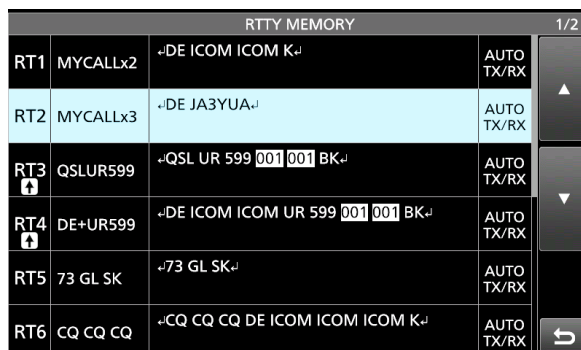 RTTY MEMORY 1/2
RT1 MYCALLx2 ↵DE ICOM ICOM K↵ AUTO TX/RX
RT2 MYCALLx3 ↵DE JA3YUA↵ AUTO TX/RX
RT3 QSLUR599 ↵QSL UR 599 001 001 BK↵ AUTO TX/RX
RT4 DE+UR599 ↵DE ICOM ICOM UR 599 001 001 BK↵ AUTO TX/RX
RT5 73 GL SK ↵73 GL SK↵ AUTO TX/RX
RT6 CQ CQ CQ ↵CQ CQ CQ DE ICOM ICOM ICOM K↵ AUTO TX/RX